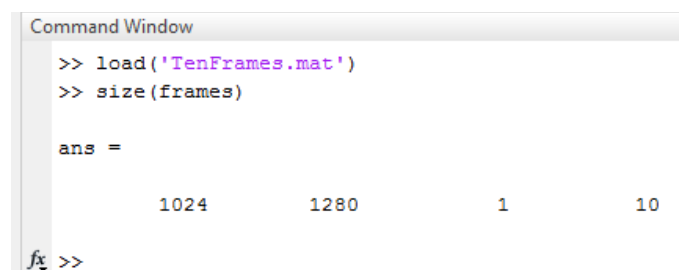 Command Window
>> load('TenFrames.mat')
>> size(frames)
ans =
1024 1280 1 10
fx >>